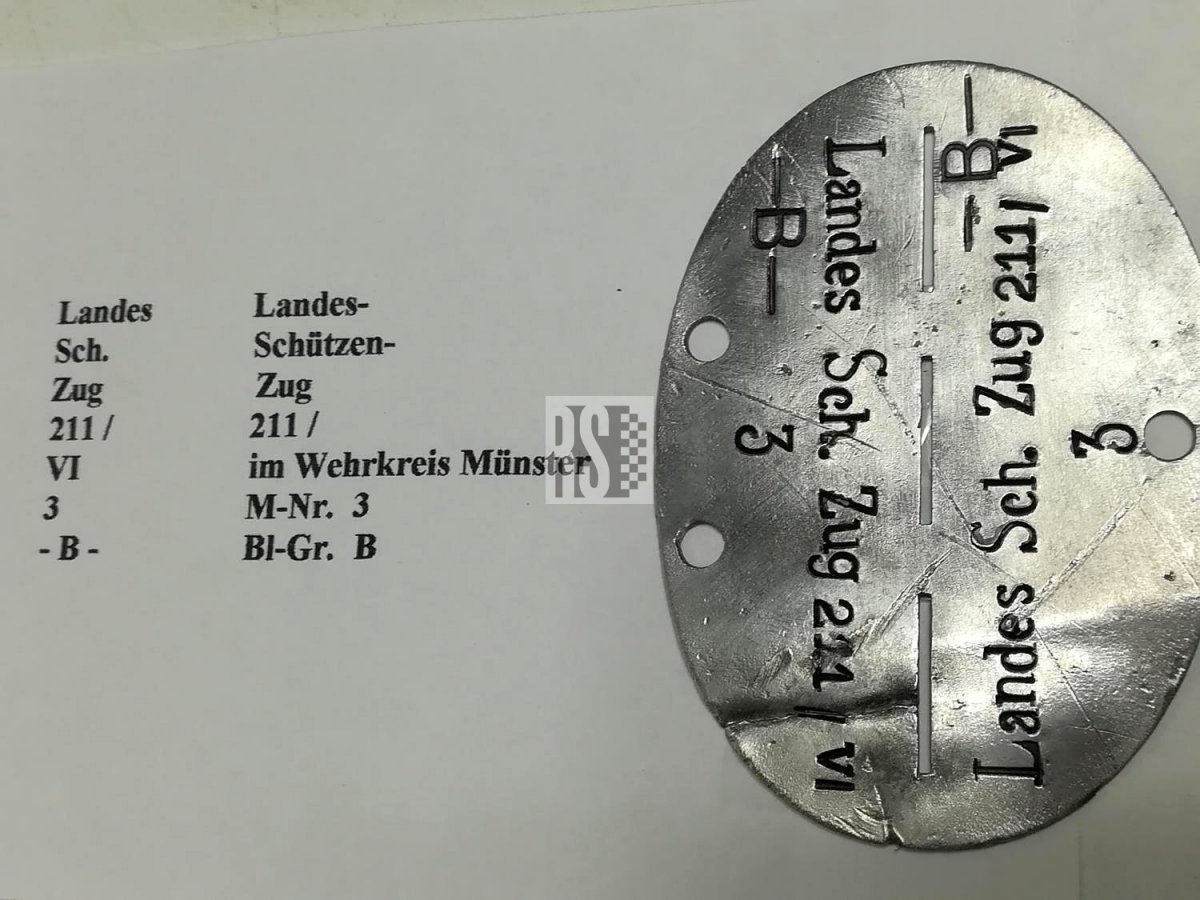 Landes Landes-
Sch. Schützen-
Zug Zug
211 / 211 /
VI im Wehrkreis Münster
3 M-Nr. 3
- B - Bl-Gr. B
RS
- B - 3
Landes Sch. Zug 211 / VI
- B -
Landes Sch. Zug 211/ VI
3